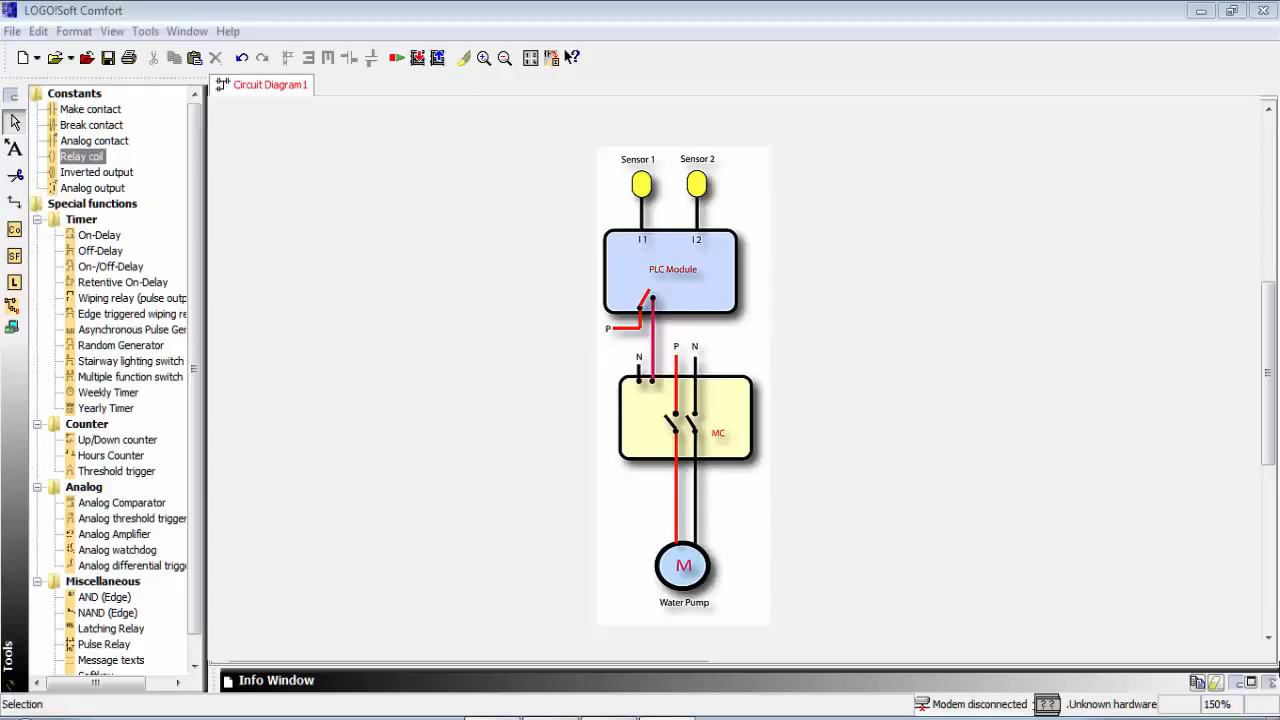 LOGO!Soft Comfort
File Edit Format View Tools Window Help
Circuit Diagram1
Constants
Make contact
Break contact
Analog contact
Relay coil
Inverted output
Analog output
Special functions
Timer
On-Delay
Off-Delay
On-/Off-Delay
Retentive On-Delay
Wiping relay (pulse outp
Edge triggered wiping re
Asynchronous Pulse Ger
Random Generator
Stairway lighting switch
Multiple function switch
Weekly Timer
Yearly Timer
Counter
Up/Down counter
Hours Counter
Threshold trigger
Analog
Analog Comparator
Analog threshold trigger
Analog Amplifier
Analog watchdog
Analog differential trigg
Miscellaneous
AND (Edge)
NAND (Edge)
Latching Relay
Pulse Relay
Message texts
Softkey
Tools
A
Co
SF
L
Sensor 1 Sensor 2
I1 I2
PLC Module
P
N P N
MC
M
Water Pump
Info Window
Selection
Modem disconnected
? ?
.Unknown hardware
150%